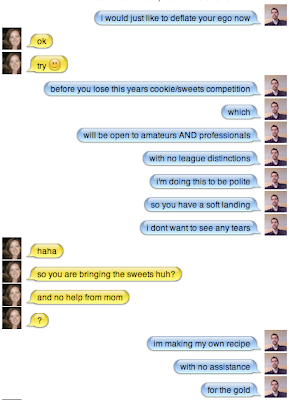 i would just like to deflate your ego now
ok
try
before you lose this years cookie/sweets competition
which
will be open to amateurs AND professionals
with no league distinctions
i'm doing this to be polite
so you have a soft landing
i dont want to see any tears
haha
so you are bringing the sweets huh?
and no help from mom
?
im making my own recipe
with no assistance
for the gold